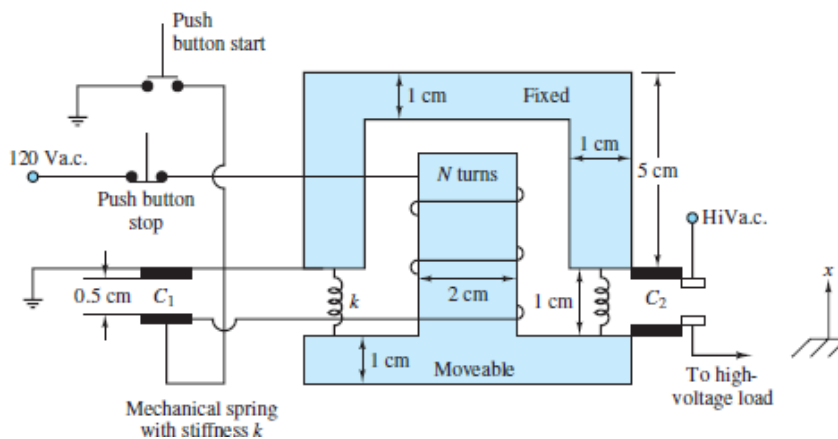 Push
button start
1 cm
Fixed
1 cm
120 Va.c.
N turns
5 cm
Push button
stop
HiVa.c.
0.5 cm
C1
k
2 cm
1 cm
C2
x
1 cm
Moveable
To high-
voltage load
Mechanical spring
with stiffness k